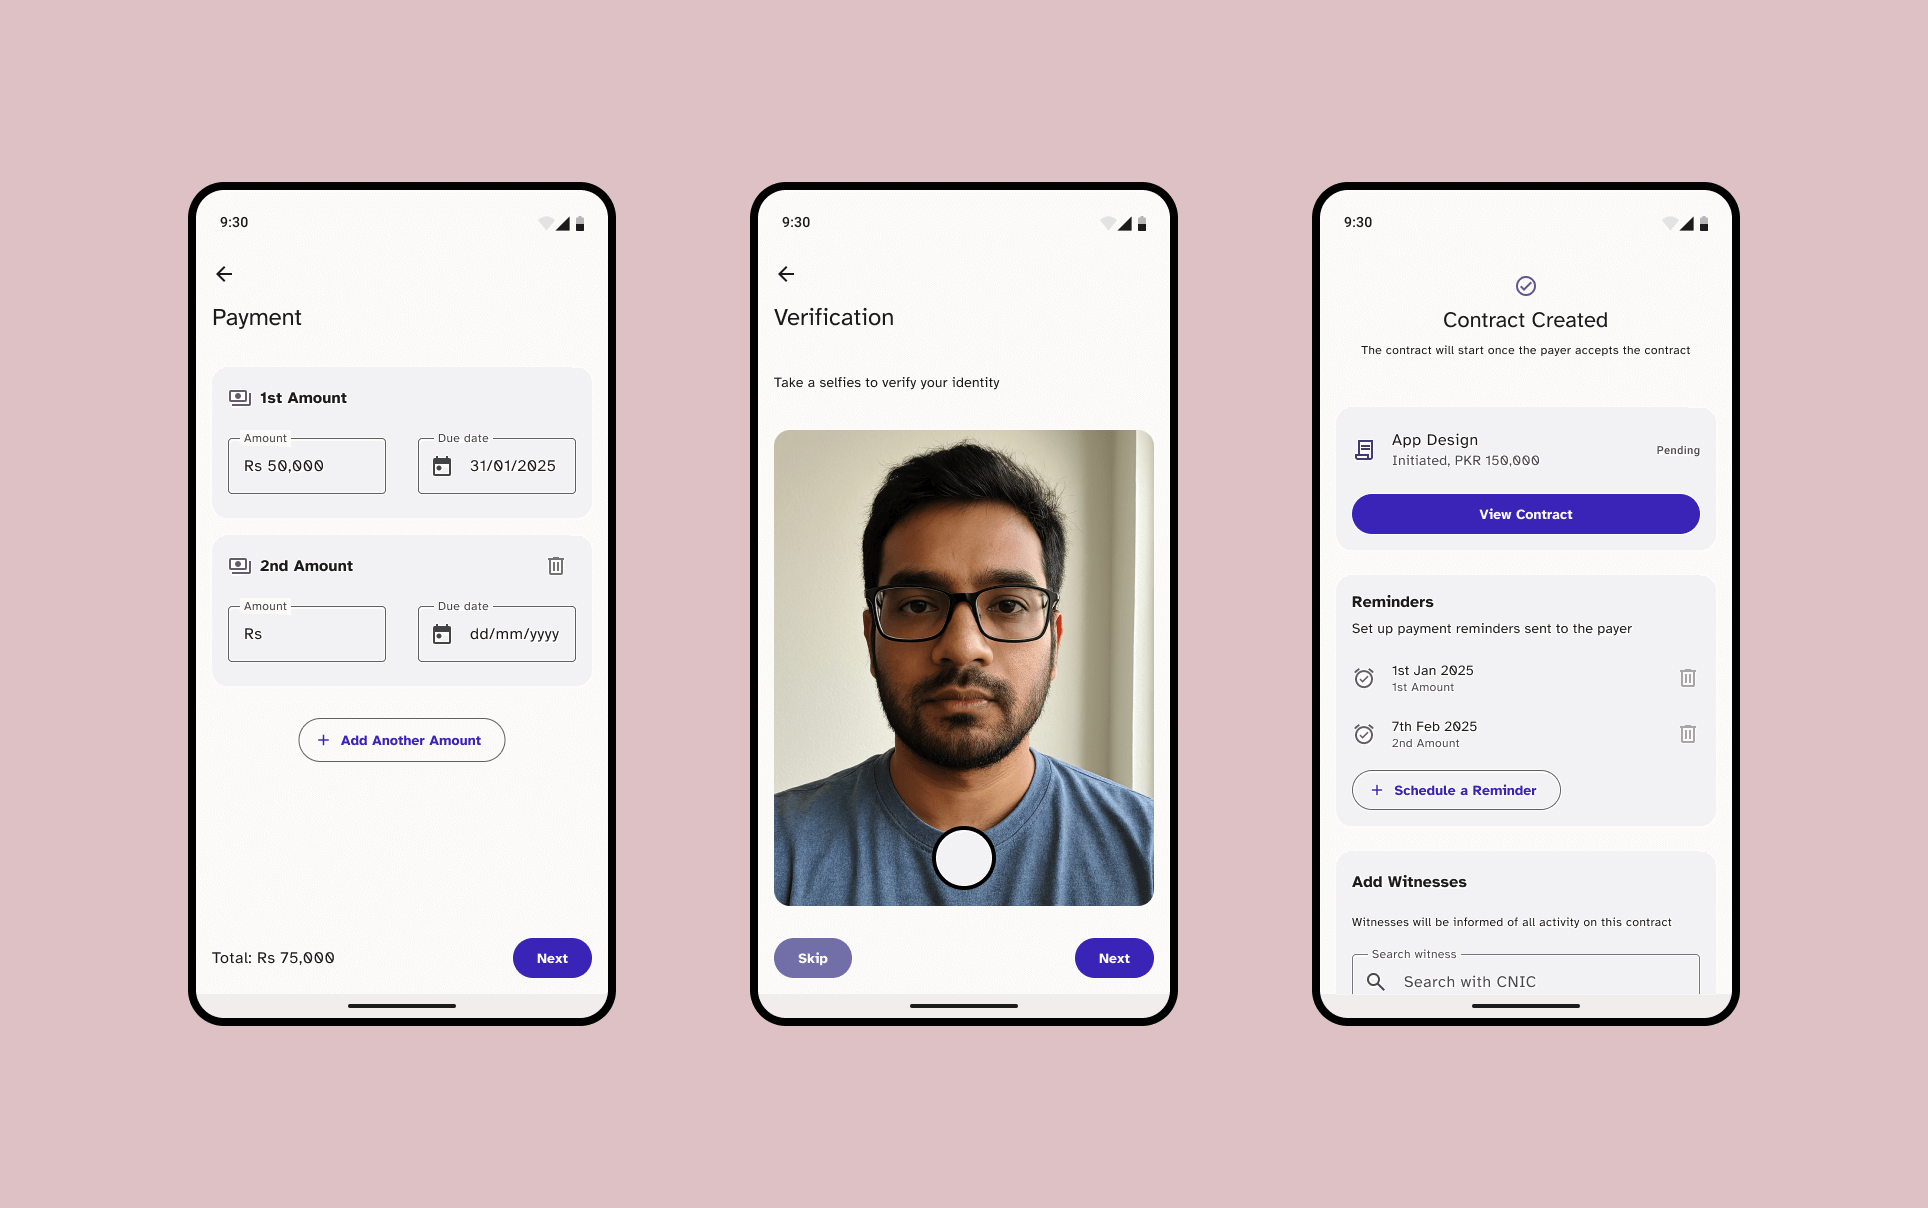 9:30
Payment
1st Amount
Amount
Due date
Rs 50,000
31/01/2025
2nd Amount
Amount
Due date
Rs
dd/mm/yyyy
+ Add Another Amount
Total: Rs 75,000
Next
9:30
Verification
Take a selfies to verify your identity
Skip
Next
9:30
Contract Created
The contract will start once the payer accepts the contract
App Design
Initiated, PKR 150,000
Pending
View Contract
Reminders
Set up payment reminders sent to the payer
1st Jan 2025
1st Amount
7th Feb 2025
2nd Amount
+ Schedule a Reminder
Add Witnesses
Witnesses will be informed of all activity on this contract
Search witness
Search with CNIC